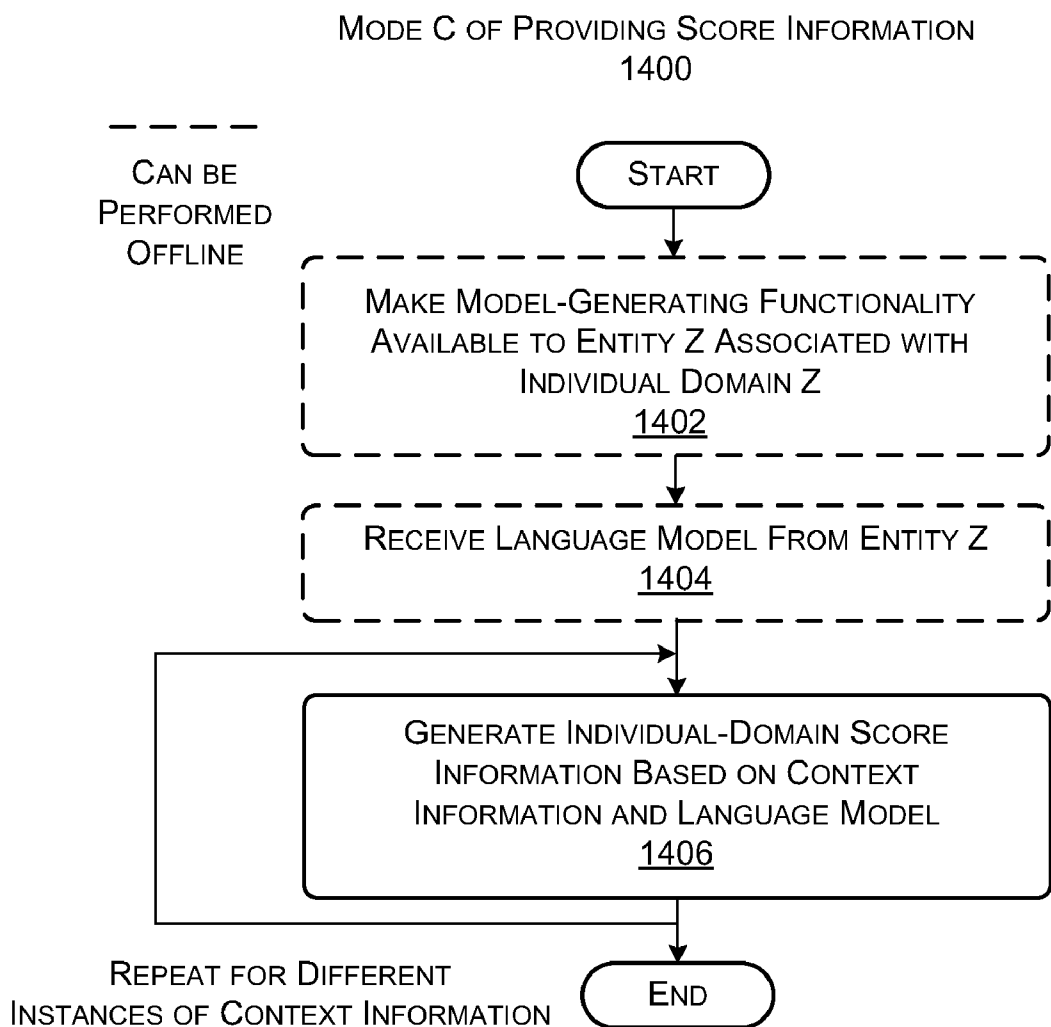 MODE C OF PROVIDING SCORE INFORMATION
1400
CAN BE
PERFORMED
OFFLINE
START
MAKE MODEL-GENERATING FUNCTIONALITY
AVAILABLE TO ENTITY Z ASSOCIATED WITH
INDIVIDUAL DOMAIN Z
1402
RECEIVE LANGUAGE MODEL FROM ENTITY Z
1404
GENERATE INDIVIDUAL-DOMAIN SCORE
INFORMATION BASED ON CONTEXT
INFORMATION AND LANGUAGE MODEL
1406
REPEAT FOR DIFFERENT
INSTANCES OF CONTEXT INFORMATION
END